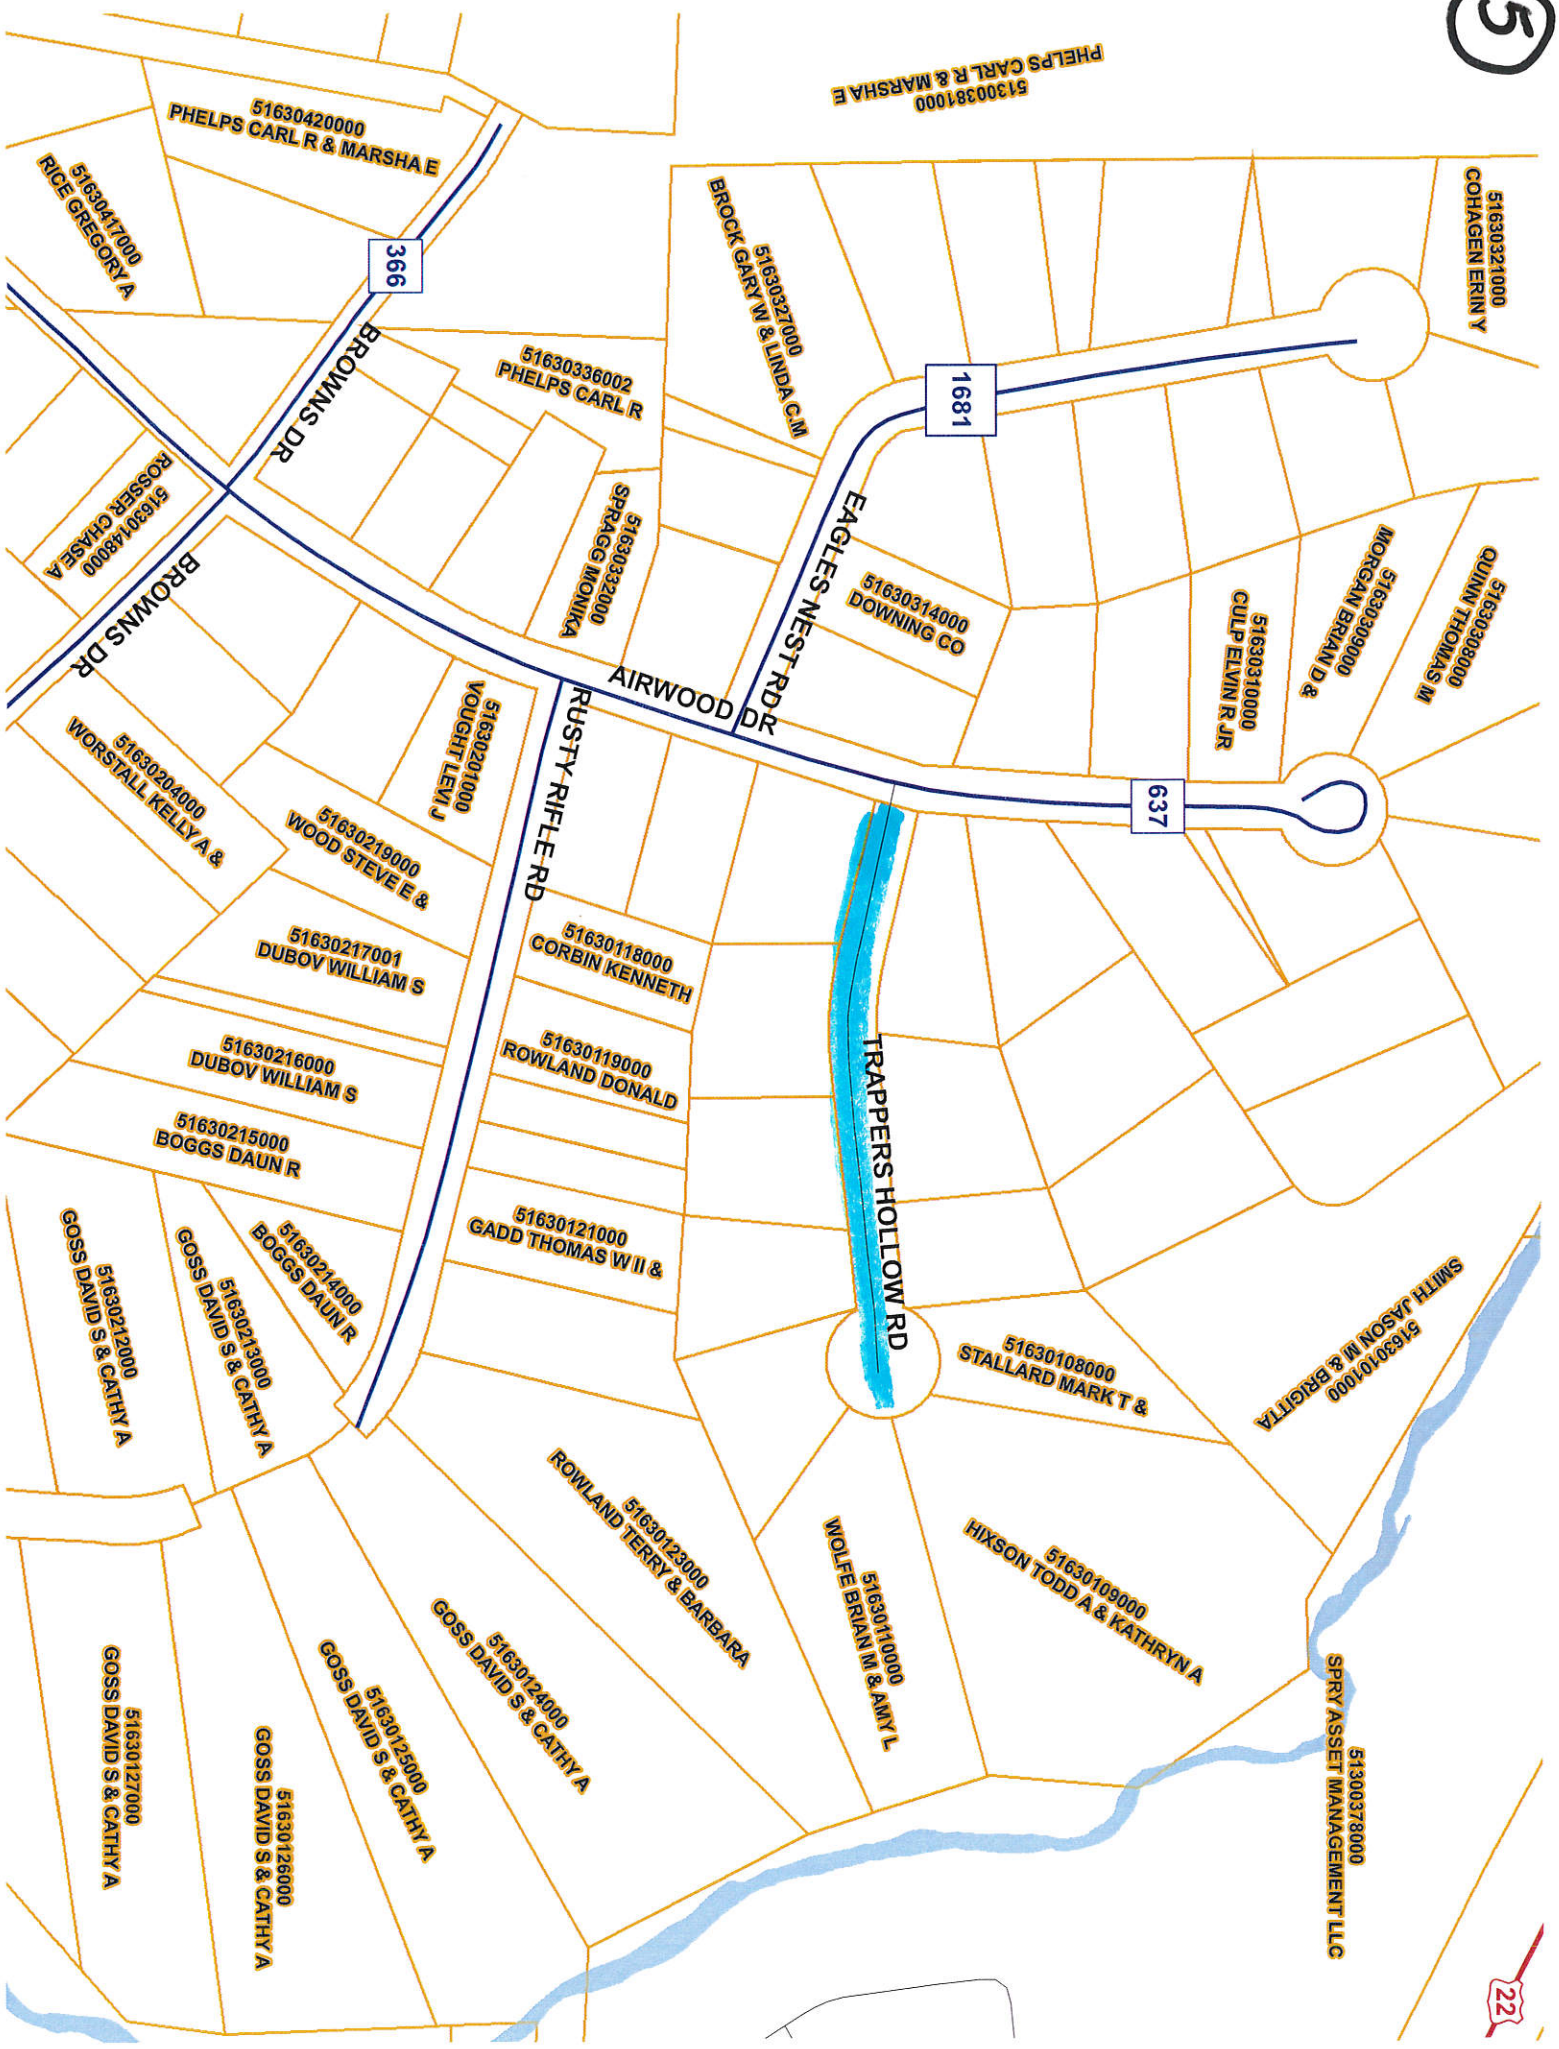 5
51300381000
PHELPS CARL R & MARSHA E
51630420000
PHELPS CARL R & MARSHA E
51630417000
RICE GREGORY A
366
BROWNS DR
51630336002
PHELPS CARL R
51630327000
BROCK GARY W & LINDA C.M
51630321000
COHAGEN ERIN Y
1681
EAGLES NEST RD
51630332000
SPRAGG MONIKA
51630148000
ROSSER CHASE A
BROWNS DR
51630314000
DOWNING CO
51630310000
CULP ELVIN R JR
51630309000
MORGAN BRIAN D &
51630308000
QUINN THOMAS M
AIRWOOD DR
637
RUSTY RIFLE RD
51630201000
VOUGHT LEVI J
51630204000
WORSTALL KELLY A &
51630219000
WOOD STEVE E &
51630217001
DUBOV WILLIAM S
51630216000
DUBOV WILLIAM S
51630215000
BOGGS DAUN R
51630214000
BOGGS DAUN R
51630213000
GOSS DAVID S & CATHY A
51630212000
GOSS DAVID S & CATHY A
51630118000
CORBIN KENNETH
51630119000
ROWLAND DONALD
51630121000
GADD THOMAS W II &
TRAPPERS HOLLOW RD
51630108000
STALLARD MARK T &
51630101000
SMITH JASON M & BRIGITTA
51630109000
HIXSON TODD A & KATHRYN A
51630110000
WOLFE BRIAN M & AMY L
51630123000
ROWLAND TERRY & BARBARA
51630124000
GOSS DAVID S & CATHY A
51630125000
GOSS DAVID S & CATHY A
51630126000
GOSS DAVID S & CATHY A
51630127000
GOSS DAVID S & CATHY A
51300378000
SPRY ASSET MANAGEMENT LLC
22